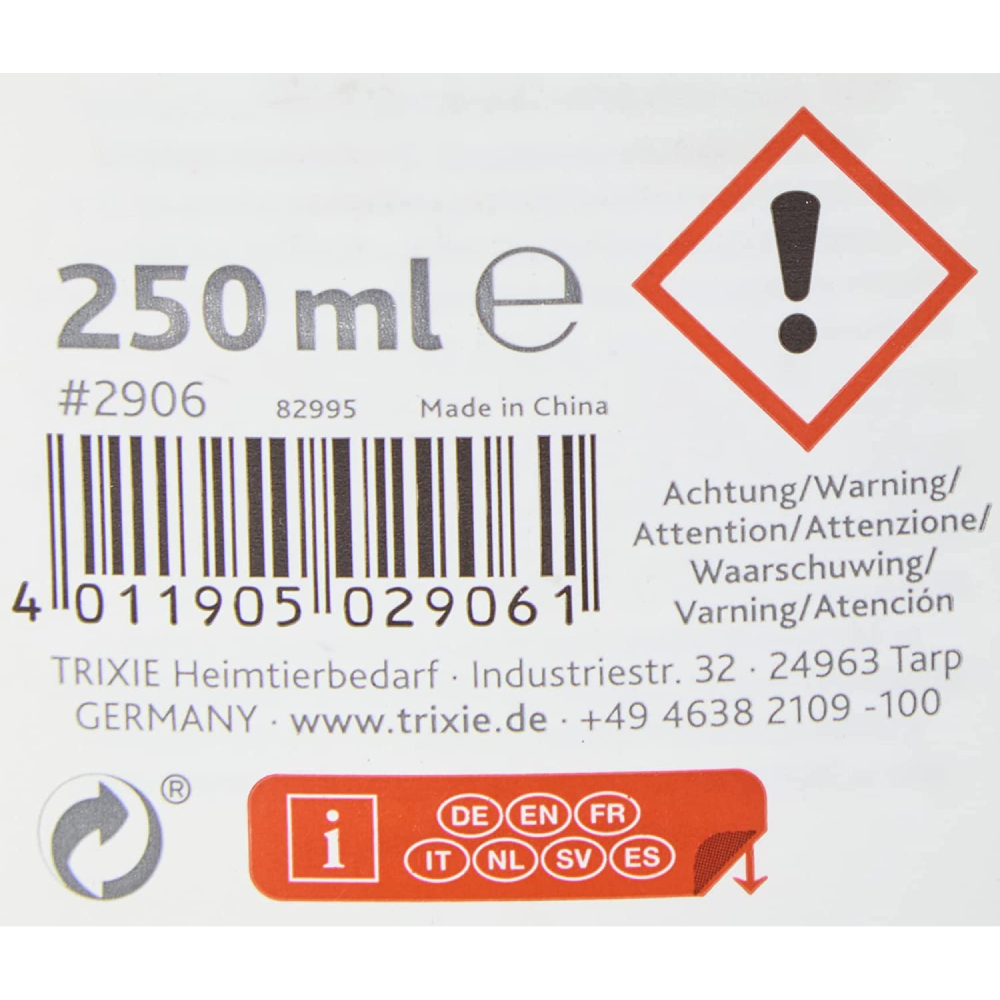 250 ml ℮
#2906 82995 Made in China
4 011905 029061
Achtung/Warning/
Attention/Attenzione/
Waarschuwing/
Varning/Atención
TRIXIE Heimtierbedarf · Industriestr. 32 · 24963 Tarp
GERMANY · www.trixie.de · +49 4638 2109 -100
®
i
DE EN FR
IT NL SV ES